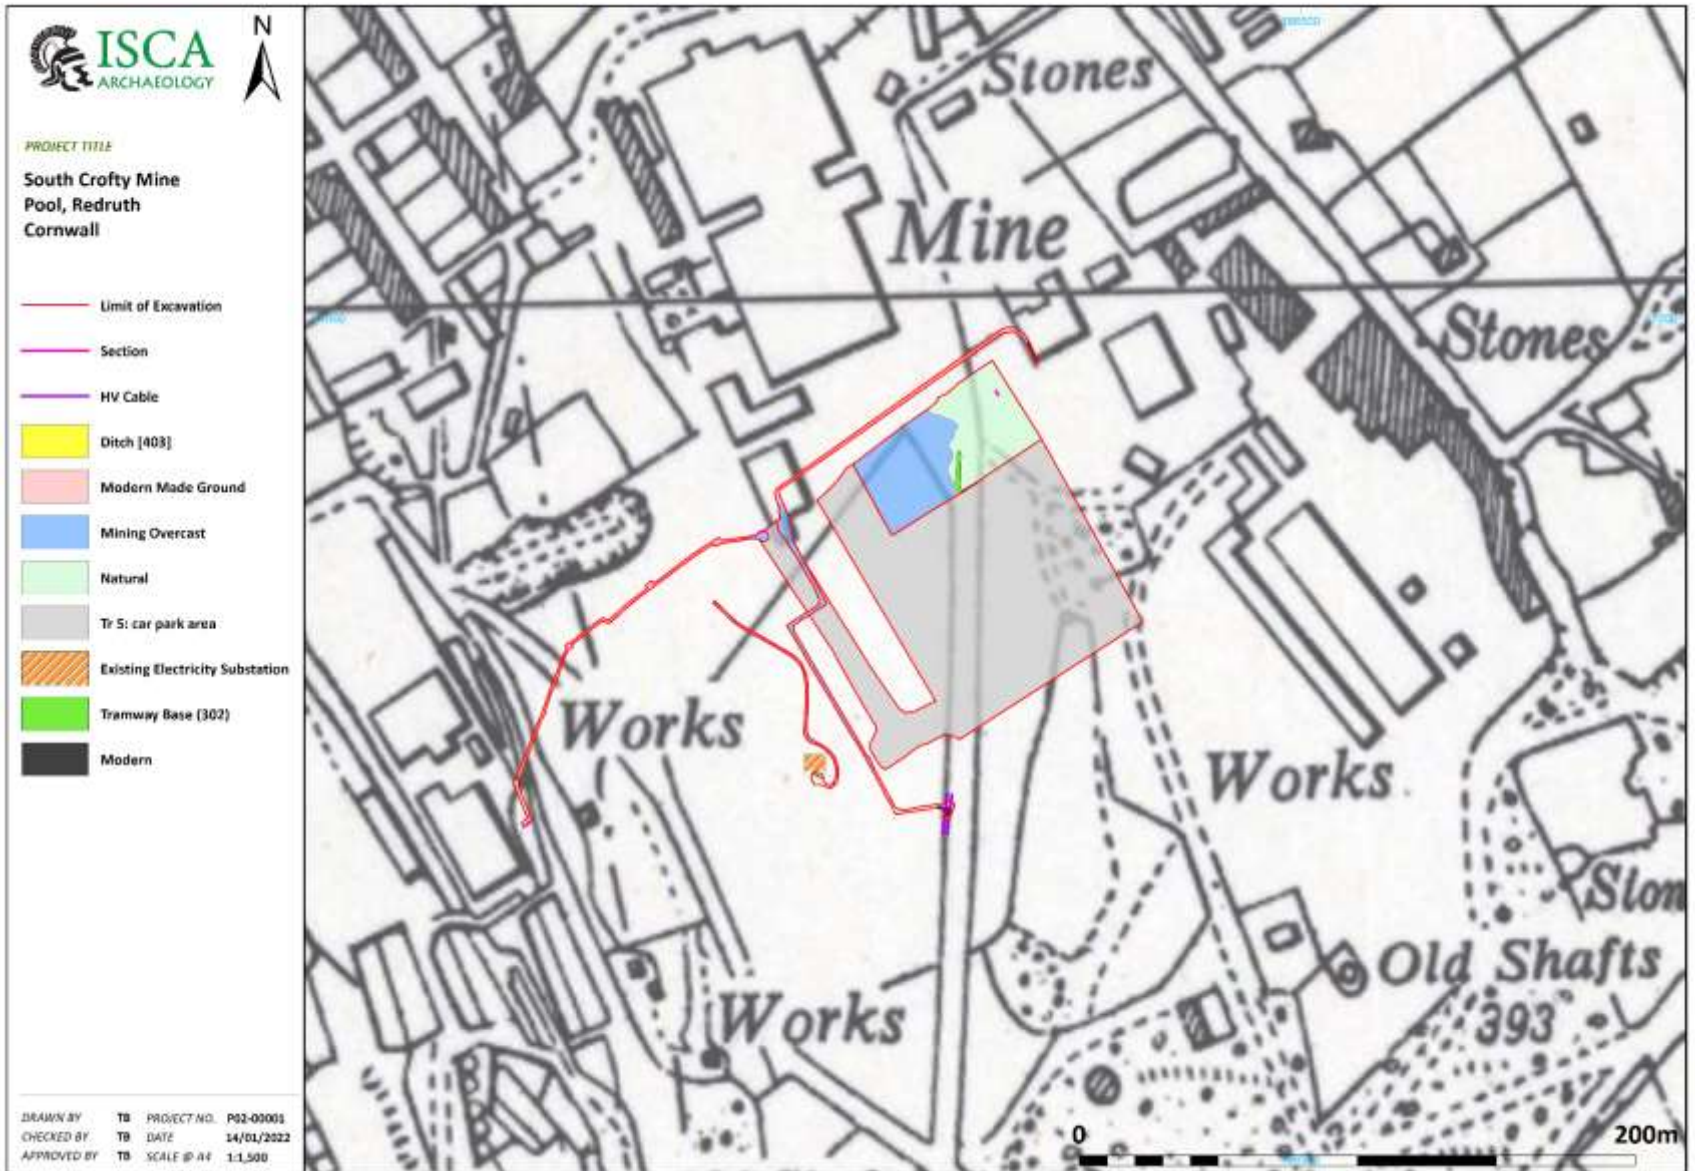 ISCA
ARCHAEOLOGY
N
PROJECT TITLE
South Crofty Mine
Pool, Redruth
Cornwall
Limit of Excavation
Section
HV Cable
Ditch [403]
Modern Made Ground
Mining Overcast
Natural
Tr 5: car park area
Existing Electricity Substation
Tramway Base (302)
Modern
DRAWN BY TB PROJECT NO. P02-00001
CHECKED BY TB DATE 14/01/2022
APPROVED BY TB SCALE @ A4 1:1,500
Stones
Mine
Stones
Works
Works
Ston
Old Shafts
393
Works
0 200m